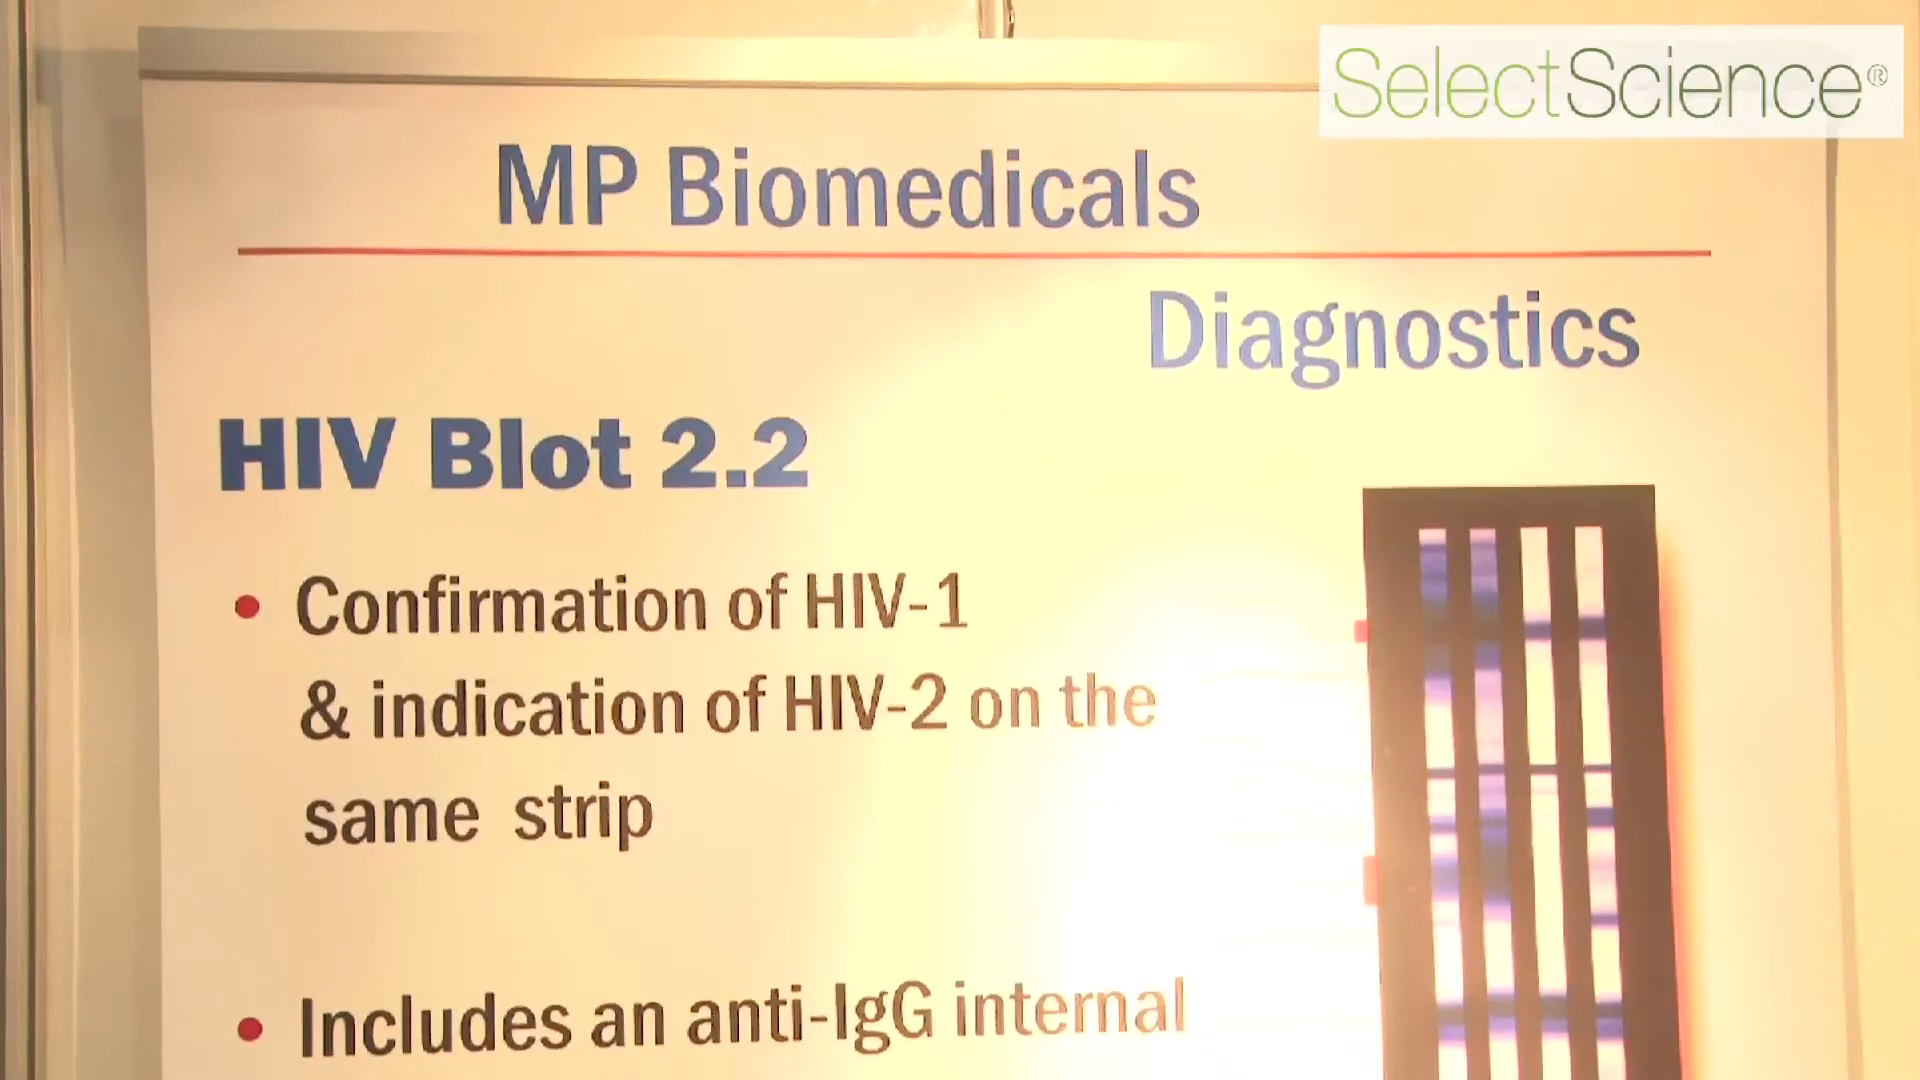 SelectScience®
MP Biomedicals
Diagnostics
HIV Blot 2.2
• Confirmation of HIV-1
& indication of HIV-2 on the
same strip
• Includes an anti-IgG internal